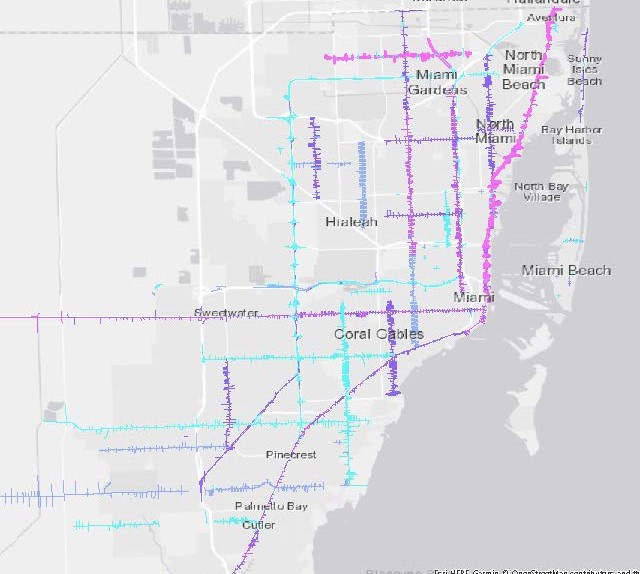 Hallandale
Aventura
North
Miami
Beach
Sunny
Isles
Beach
Miami
Gardens
North
Miami
Bay Harbor
Islands
North Bay
Village
Hialeah
Miami Beach
Miami
Sweetwater
Coral Gables
Pinecrest
Palmetto Bay
Cutler
Esri, HERE, Garmin, © OpenStreetMap contributors, and th